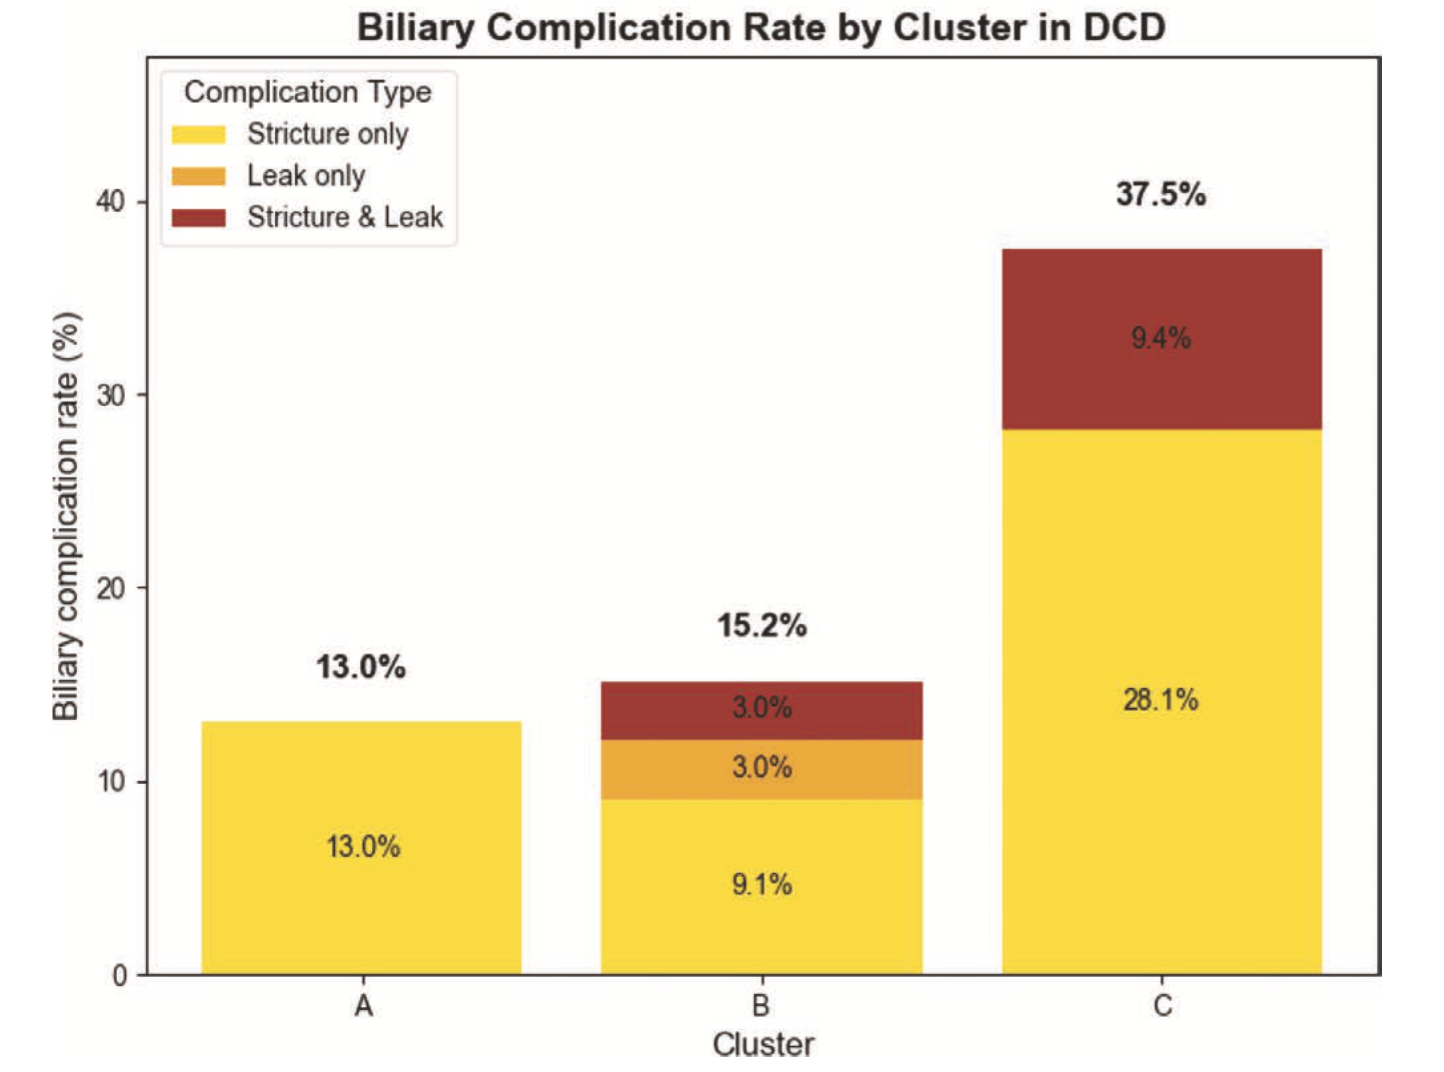 Biliary Complication Rate by Cluster in DCD
Complication Type
Stricture only
Leak only
Stricture & Leak
Biliary complication rate (%)
40
30
20
10
0
13.0%
13.0%
15.2%
3.0%
3.0%
9.1%
37.5%
9.4%
28.1%
A
B
C
Cluster